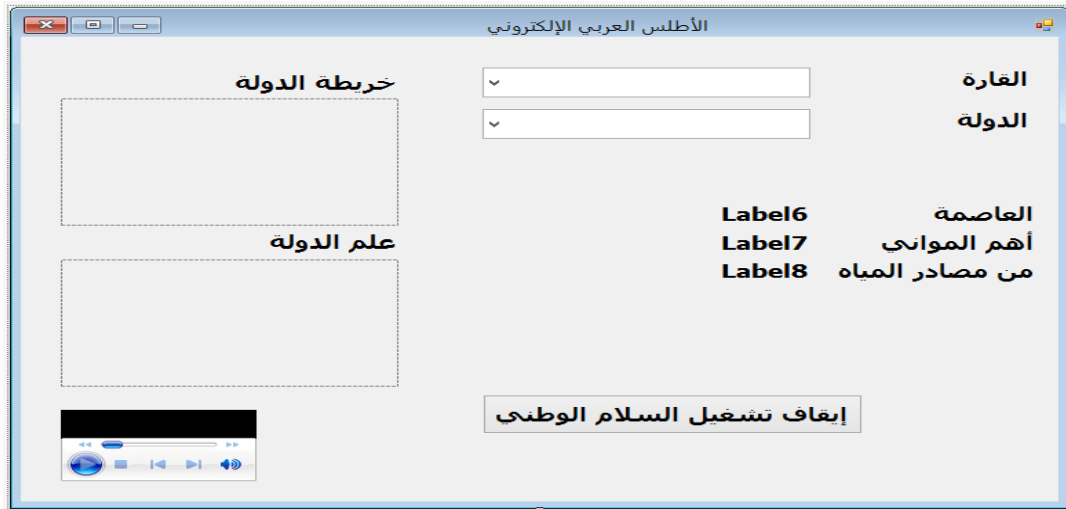 الأطلس العربي الإلكتروني
القارة
الدولة
خريطة الدولة
العاصمة Label6
أهم المواني Label7
من مصادر المياه Label8
علم الدولة
إيقاف تشغيل السلام الوطني